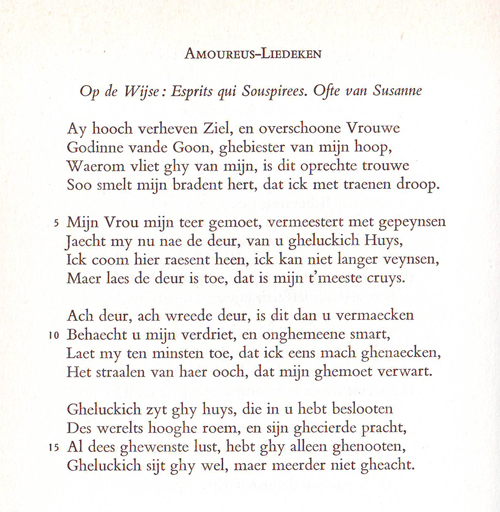 Amoureus-Liedeken
Op de Wijse: Esprits qui Souspirees. Ofte van Susanne
Ay hooch verheven Ziel, en overschoone Vrouwe
Godinne vande Goon, ghebiester van mijn hoop,
Waerom vliet ghy van mijn, is dit oprechte trouwe
Soo smelt mijn bradent hert, dat ick met traenen droop.
5 Mijn Vrou mijn teer gemoet, vermeestert met gepeynsen
Jaecht my nu nae de deur, van u gheluckich Huys,
Ick coom hier raesent heen, ick kan niet langer veynsen,
Maer laes de deur is toe, dat is mijn t'meeste cruys.
Ach deur, ach wreede deur, is dit dan u vermaecken
10 Behaecht u mijn verdriet, en onghemeene smart,
Laet my ten minsten toe, dat ick eens mach ghenaecken,
Het straalen van haer ooch, dat mijn ghemoet verwart.
Gheluckich zyt ghy huys, die in u hebt beslooten
Des werelts hooghe roem, en sijn ghecierde pracht,
15 Al dees ghewenste lust, hebt ghy alleen ghenooten,
Gheluckich sijt ghy wel, maer meerder niet gheacht.